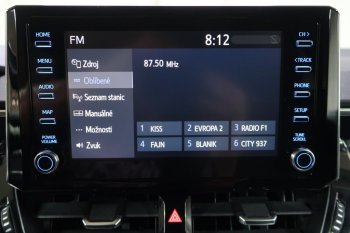 FM 8:12
HOME
MENU
AUDIO
MAP
POWER
VOLUME
Zdroj
Oblíbené
Seznam stanic
Manuálné
Možnosti
Zvuk
87.50 MHz
1 KISS 2 EVROPA 2 3 RADIO F1
4 FAJN 5 BLANIK 6 CITY 937
CH >
< TRACK
PHONE
SETUP
TUNE
SCROLL